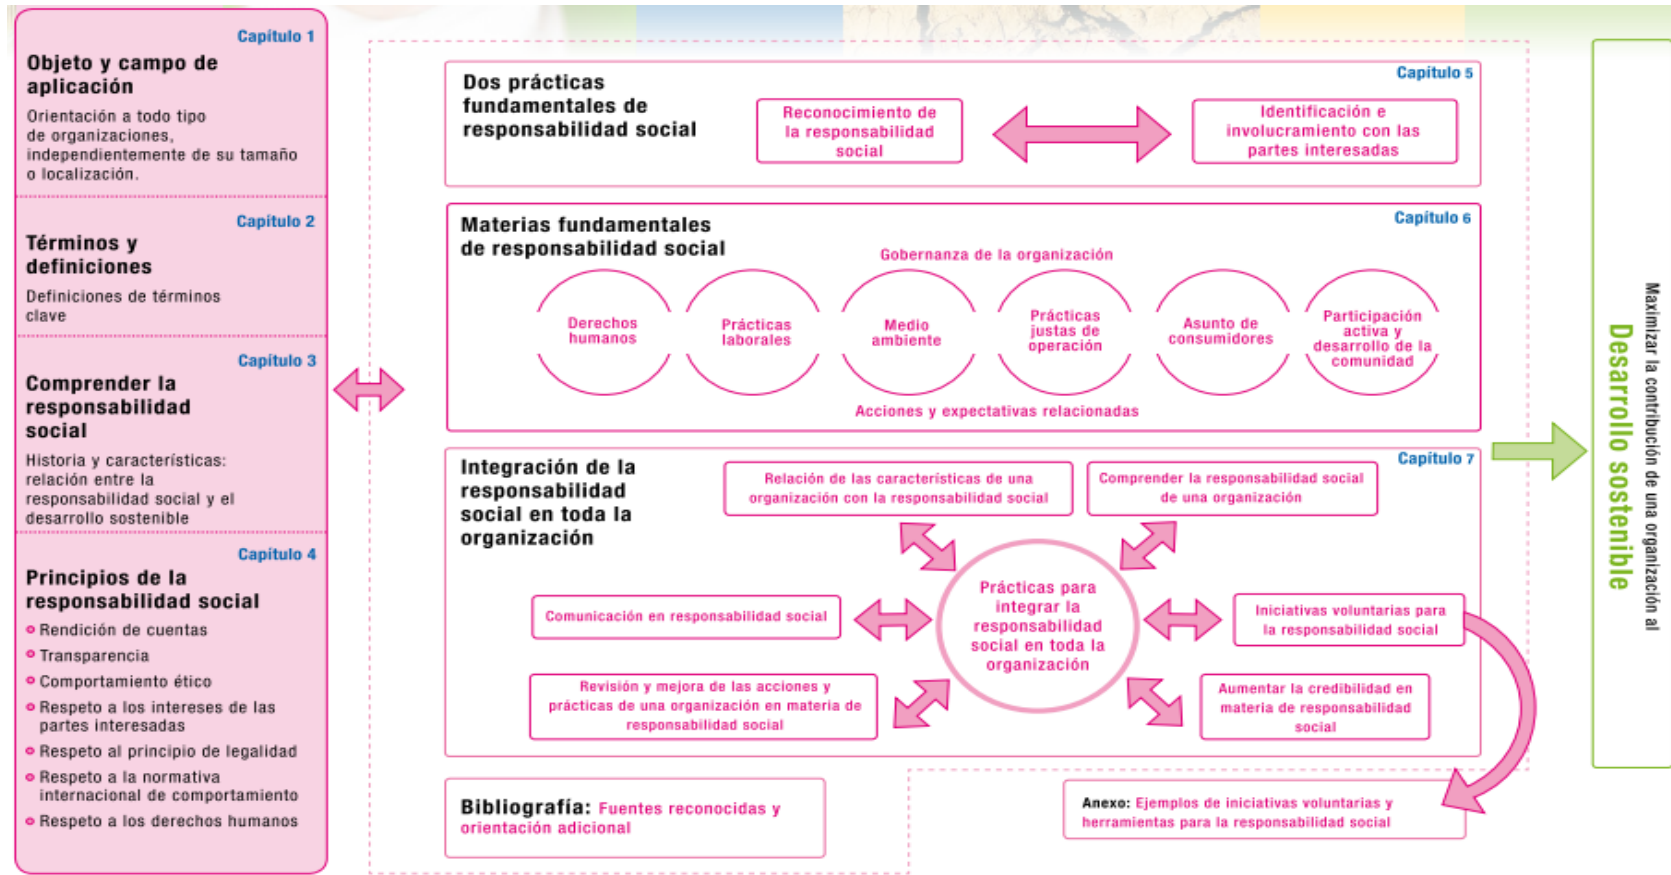 Capítulo 1
Objeto y campo de
aplicación
Orientación a todo tipo
de organizaciones,
independientemente de su tamaño
o localización.
Capítulo 2
Términos y
definiciones
Definiciones de términos
clave
Capítulo 3
Comprender la
responsabilidad
social
Historia y características:
relación entre la
responsabilidad social y el
desarrollo sostenible
Capítulo 4
Principios de la
responsabilidad social
Rendición de cuentas
Transparencia
Comportamiento ético
Respeto a los intereses de las
partes interesadas
Respeto al principio de legalidad
Respeto a la normativa
internacional de comportamiento
Respeto a los derechos humanos
Capítulo 5
Dos prácticas
fundamentales de
responsabilidad social
Reconocimiento de
la responsabilidad
social
Identificación e
involucramiento con las
partes interesadas
Capítulo 6
Materias fundamentales
de responsabilidad social
Gobernanza de la organización
Derechos
humanos
Prácticas
laborales
Medio
ambiente
Prácticas
justas de
operación
Asunto de
consumidores
Participación
activa y
desarrollo de la
comunidad
Acciones y expectativas relacionadas
Capítulo 7
Integración de la
responsabilidad
social en toda la
organización
Relación de las características de una
organización con la responsabilidad social
Comprender la responsabilidad social
de una organización
Prácticas para
integrar la
responsabilidad
social en toda la
organización
Comunicación en responsabilidad social
Iniciativas voluntarias para
la responsabilidad social
Revisión y mejora de las acciones y
prácticas de una organización en materia de
responsabilidad social
Aumentar la credibilidad en
materia de responsabilidad
social
Bibliografía: Fuentes reconocidas y
orientación adicional
Anexo: Ejemplos de iniciativas voluntarias y
herramientas para la responsabilidad social
Maximizar la contribución de una organización al
Desarrollo sostenible